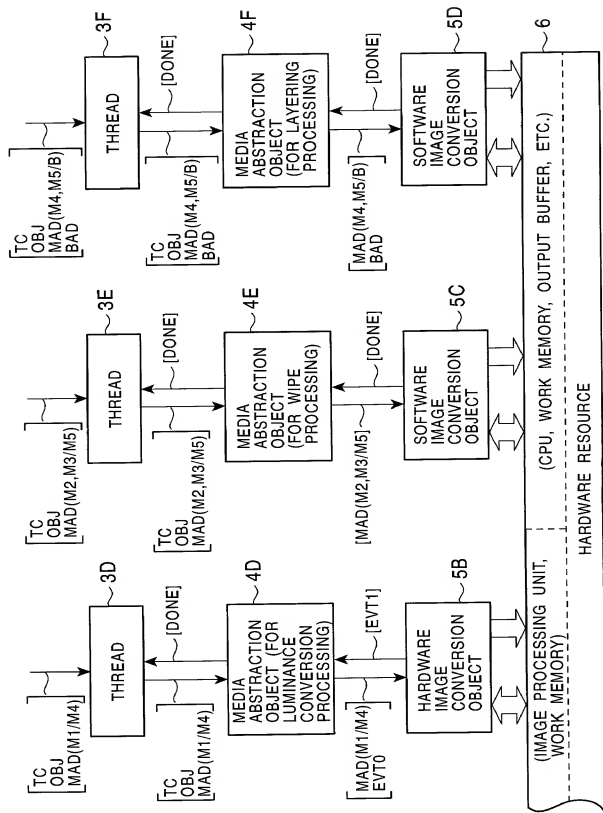 3D
3E
3F
TC
OBJ
MAD(M1/M4)
THREAD
TC
OBJ
MAD(M2,M3/M5)
THREAD
TC
OBJ
MAD(M4,M5/B)
BAD
THREAD
TC
OBJ
MAD(M1/M4)
[DONE]
TC
OBJ
MAD(M2,M3/M5)
[DONE]
TC
OBJ
MAD(M4,M5/B)
BAD
[DONE]
4D
MEDIA
ABSTRACTION
OBJECT (FOR
LUMINANCE
CONVERSION
PROCESSING)
4E
MEDIA
ABSTRACTION
OBJECT
(FOR WIPE
PROCESSING)
4F
MEDIA
ABSTRACTION
OBJECT
(FOR LAYERING
PROCESSING)
MAD(M1/M4)
EVT0
[EVT1]
[MAD(M2,M3/M5)
[DONE]
MAD(M4,M5/B)
BAD
[DONE]
5B
HARDWARE
IMAGE
CONVERSION
OBJECT
5C
SOFTWARE
IMAGE
CONVERSION
OBJECT
5D
SOFTWARE
IMAGE
CONVERSION
OBJECT
6
(IMAGE PROCESSING UNIT,
WORK MEMORY)
(CPU, WORK MEMORY, OUTPUT BUFFER, ETC.)
HARDWARE RESOURCE